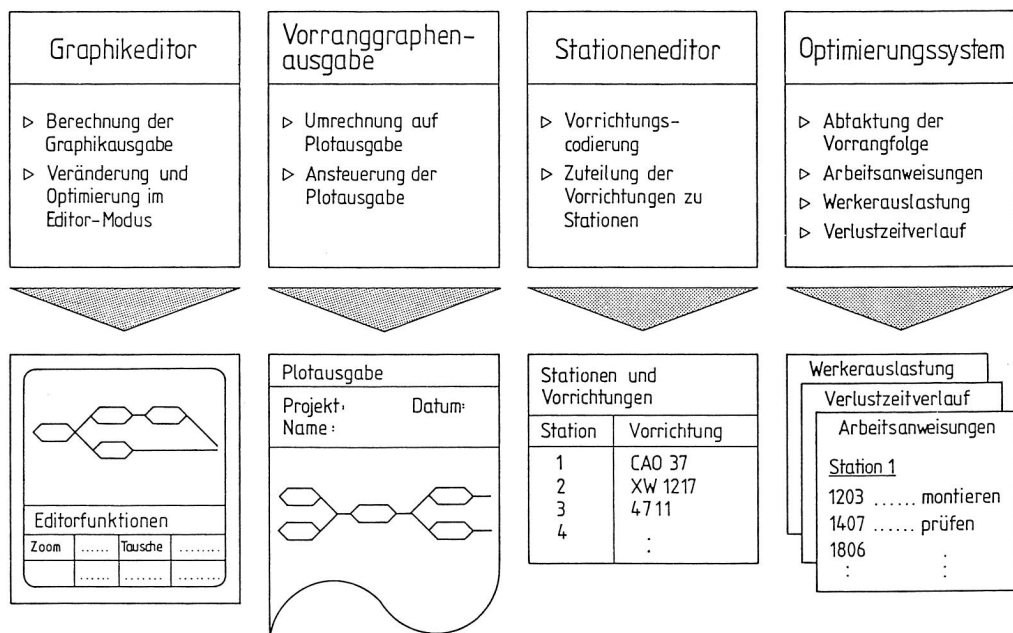 Graphikeditor
▷ Berechnung der
Graphikausgabe
▷ Veränderung und
Optimierung im
Editor-Modus
Vorranggraphen-
ausgabe
▷ Umrechnung auf
Plotausgabe
▷ Ansteuerung der
Plotausgabe
Stationeneditor
▷ Vorrichtungs-
codierung
▷ Zuteilung der
Vorrichtungen zu
Stationen
Optimierungssystem
▷ Abtaktung der
Vorrangfolge
▷ Arbeitsanweisungen
▷ Werkerauslastung
▷ Verlustzeitverlauf
Editorfunktionen
Zoom ...... Tausche ........
...... ....... ........
Plotausgabe
Projekt: Datum:
Name :
Stationen und
Vorrichtungen
Station Vorrichtung
1 CAO 37
2 XW 1217
3 4711
4 :
Werkerauslastung
Verlustzeitverlauf
Arbeitsanweisungen
Station 1
1203 ...... montieren
1407 ...... prüfen
1806 :
: :